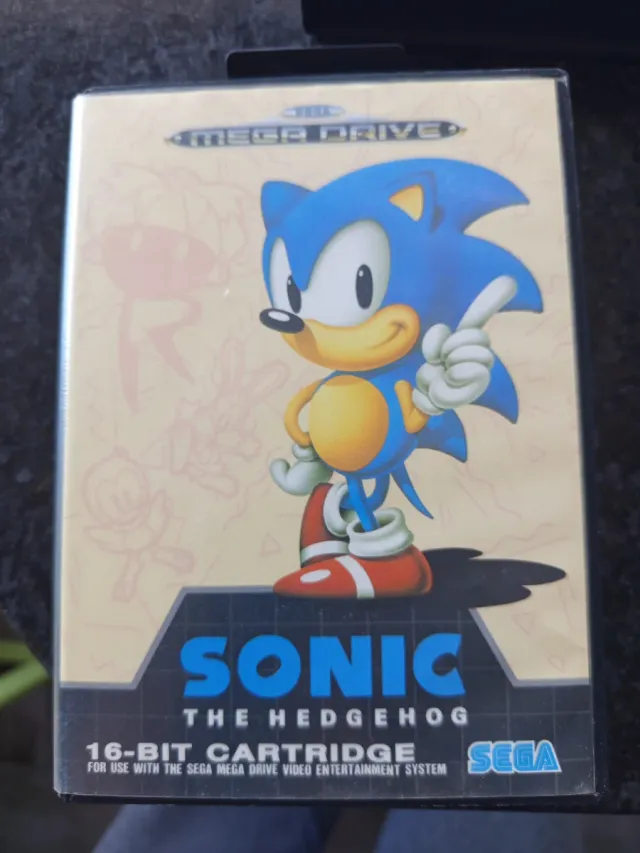 SEGA
MEGA DRIVE
SONIC
THE HEDGEHOG
16-BIT CARTRIDGE
FOR USE WITH THE SEGA MEGA DRIVE VIDEO ENTERTAINMENT SYSTEM
SEGA